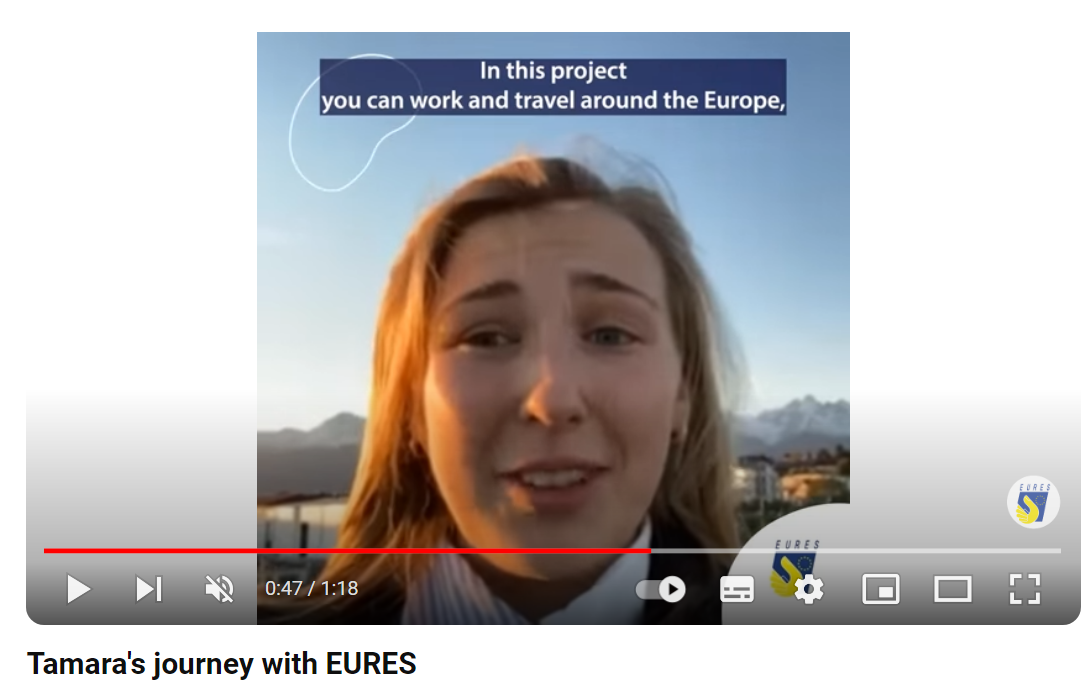 In this project
you can work and travel around the Europe,
EURES
EURES
0:47 / 1:18
Tamara's journey with EURES